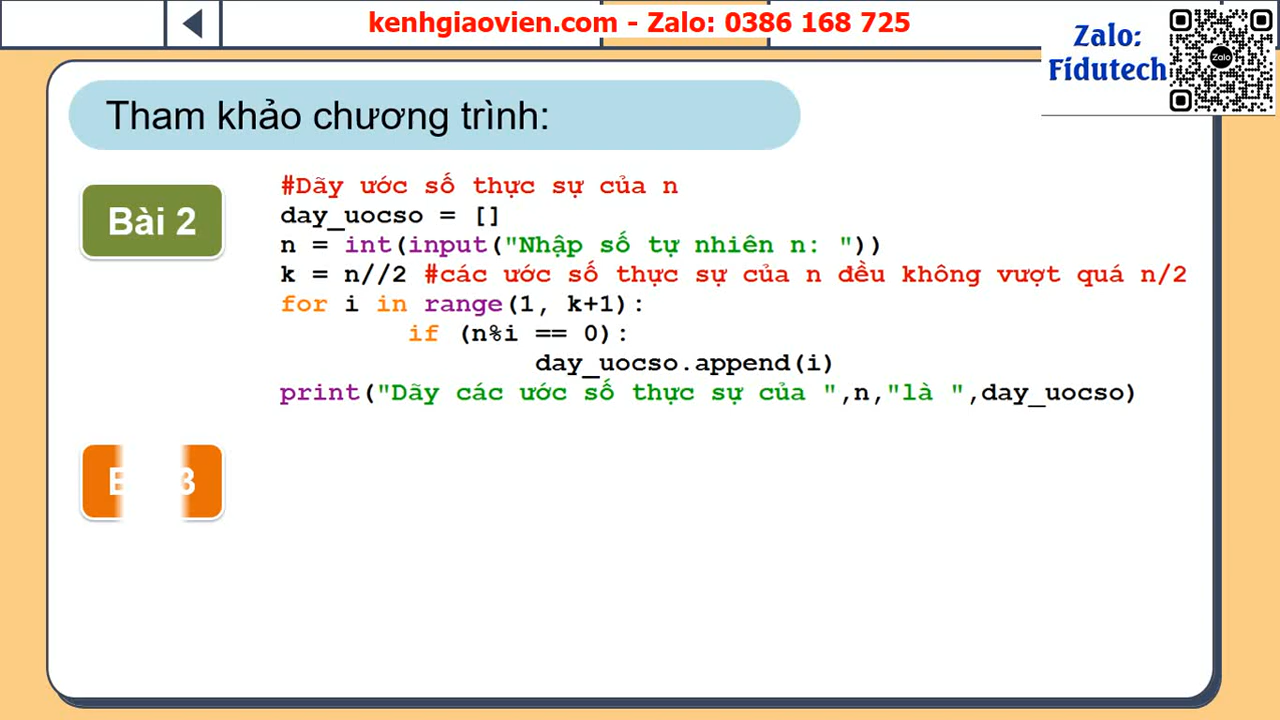 kenhgiaovien.com - Zalo: 0386 168 725
Zalo:
Fidutech
Zalo
Tham khảo chương trình:
Bài 2
#Dãy ước số thực sự của n
day_uocso = []
n = int(input("Nhập số tự nhiên n: "))
k = n//2 #các ước số thực sự của n đều không vượt quá n/2
for i in range(1, k+1):
if (n%i == 0):
day_uocso.append(i)
print("Dãy các ước số thực sự của ",n,"là ",day_uocso)
3